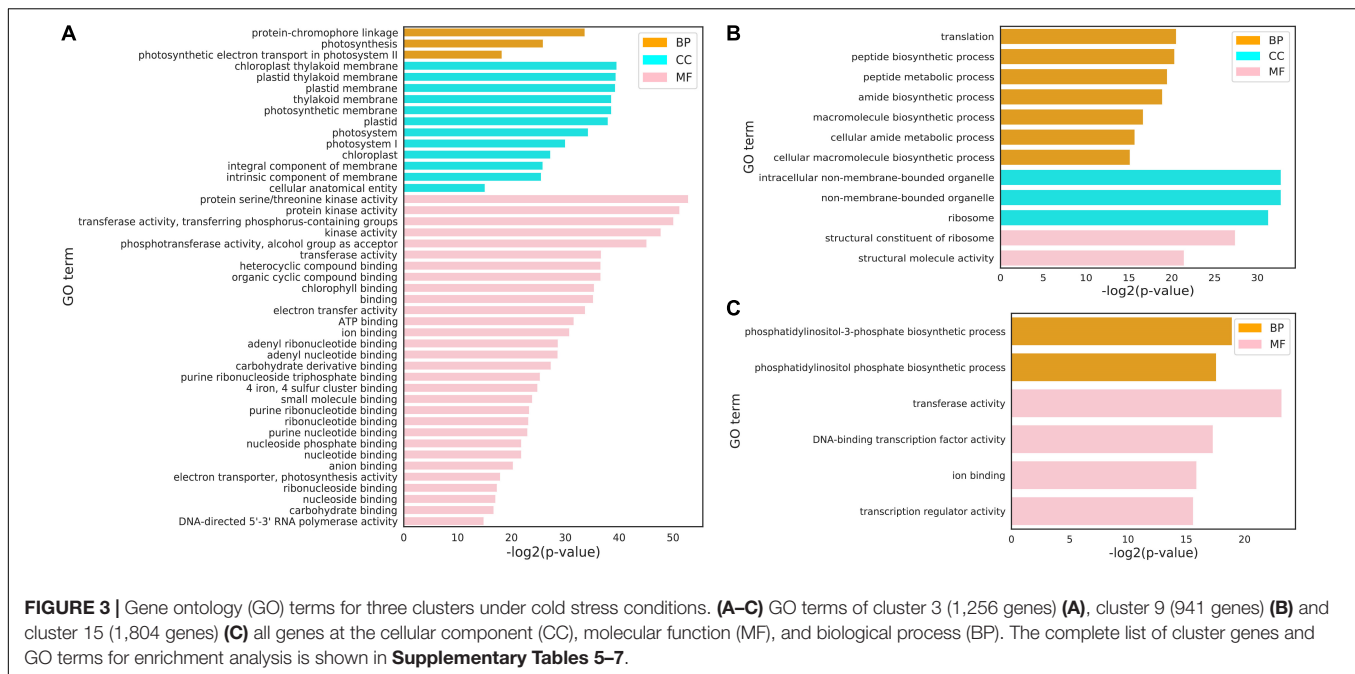 A
protein-chromophore linkage
photosynthesis
photosynthetic electron transport in photosystem II
chloroplast thylakoid membrane
plastid thylakoid membrane
plastid membrane
thylakoid membrane
photosynthetic membrane
plastid
photosystem
photosystem I
chloroplast
integral component of membrane
intrinsic component of membrane
cellular anatomical entity
protein serine/threonine kinase activity
protein kinase activity
transferase activity, transferring phosphorus-containing groups
kinase activity
phosphotransferase activity, alcohol group as acceptor
transferase activity
heterocyclic compound binding
organic cyclic compound binding
chlorophyll binding
binding
electron transfer activity
ATP binding
ion binding
adenyl ribonucleotide binding
adenyl nucleotide binding
carbohydrate derivative binding
purine ribonucleoside triphosphate binding
4 iron, 4 sulfur cluster binding
small molecule binding
purine ribonucleotide binding
ribonucleotide binding
purine nucleotide binding
nucleoside phosphate binding
nucleotide binding
anion binding
electron transporter, photosynthesis activity
ribonucleoside binding
nucleoside binding
carbohydrate binding
DNA-directed 5'-3' RNA polymerase activity
GO term
BP
CC
MF
0 10 20 30 40 50
-log2(p-value)
B
translation
peptide biosynthetic process
peptide metabolic process
amide biosynthetic process
macromolecule biosynthetic process
cellular amide metabolic process
cellular macromolecule biosynthetic process
intracellular non-membrane-bounded organelle
non-membrane-bounded organelle
ribosome
structural constituent of ribosome
structural molecule activity
GO term
BP
CC
MF
0 5 10 15 20 25 30
-log2(p-value)
C
phosphatidylinositol-3-phosphate biosynthetic process
phosphatidylinositol phosphate biosynthetic process
transferase activity
DNA-binding transcription factor activity
ion binding
transcription regulator activity
GO term
BP
MF
0 5 10 15 20
-log2(p-value)
FIGURE 3 | Gene ontology (GO) terms for three clusters under cold stress conditions. (A–C) GO terms of cluster 3 (1,256 genes) (A), cluster 9 (941 genes) (B) and
cluster 15 (1,804 genes) (C) all genes at the cellular component (CC), molecular function (MF), and biological process (BP). The complete list of cluster genes and
GO terms for enrichment analysis is shown in Supplementary Tables 5–7.